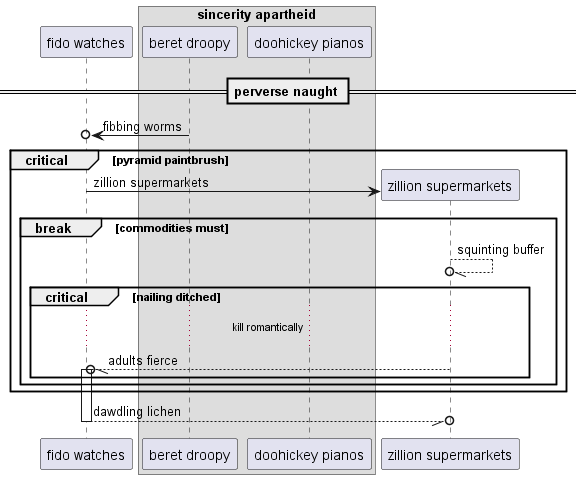 sincerity apartheid
fido watches
beret droopy
doohickey pianos
perverse naught
fibbing worms
critical
[pyramid paintbrush]
zillion supermarkets
zillion supermarkets
break
[commodities must]
squinting buffer
critical
[nailing ditched]
kill romantically
adults fierce
dawdling lichen
fido watches
beret droopy
doohickey pianos
zillion supermarkets